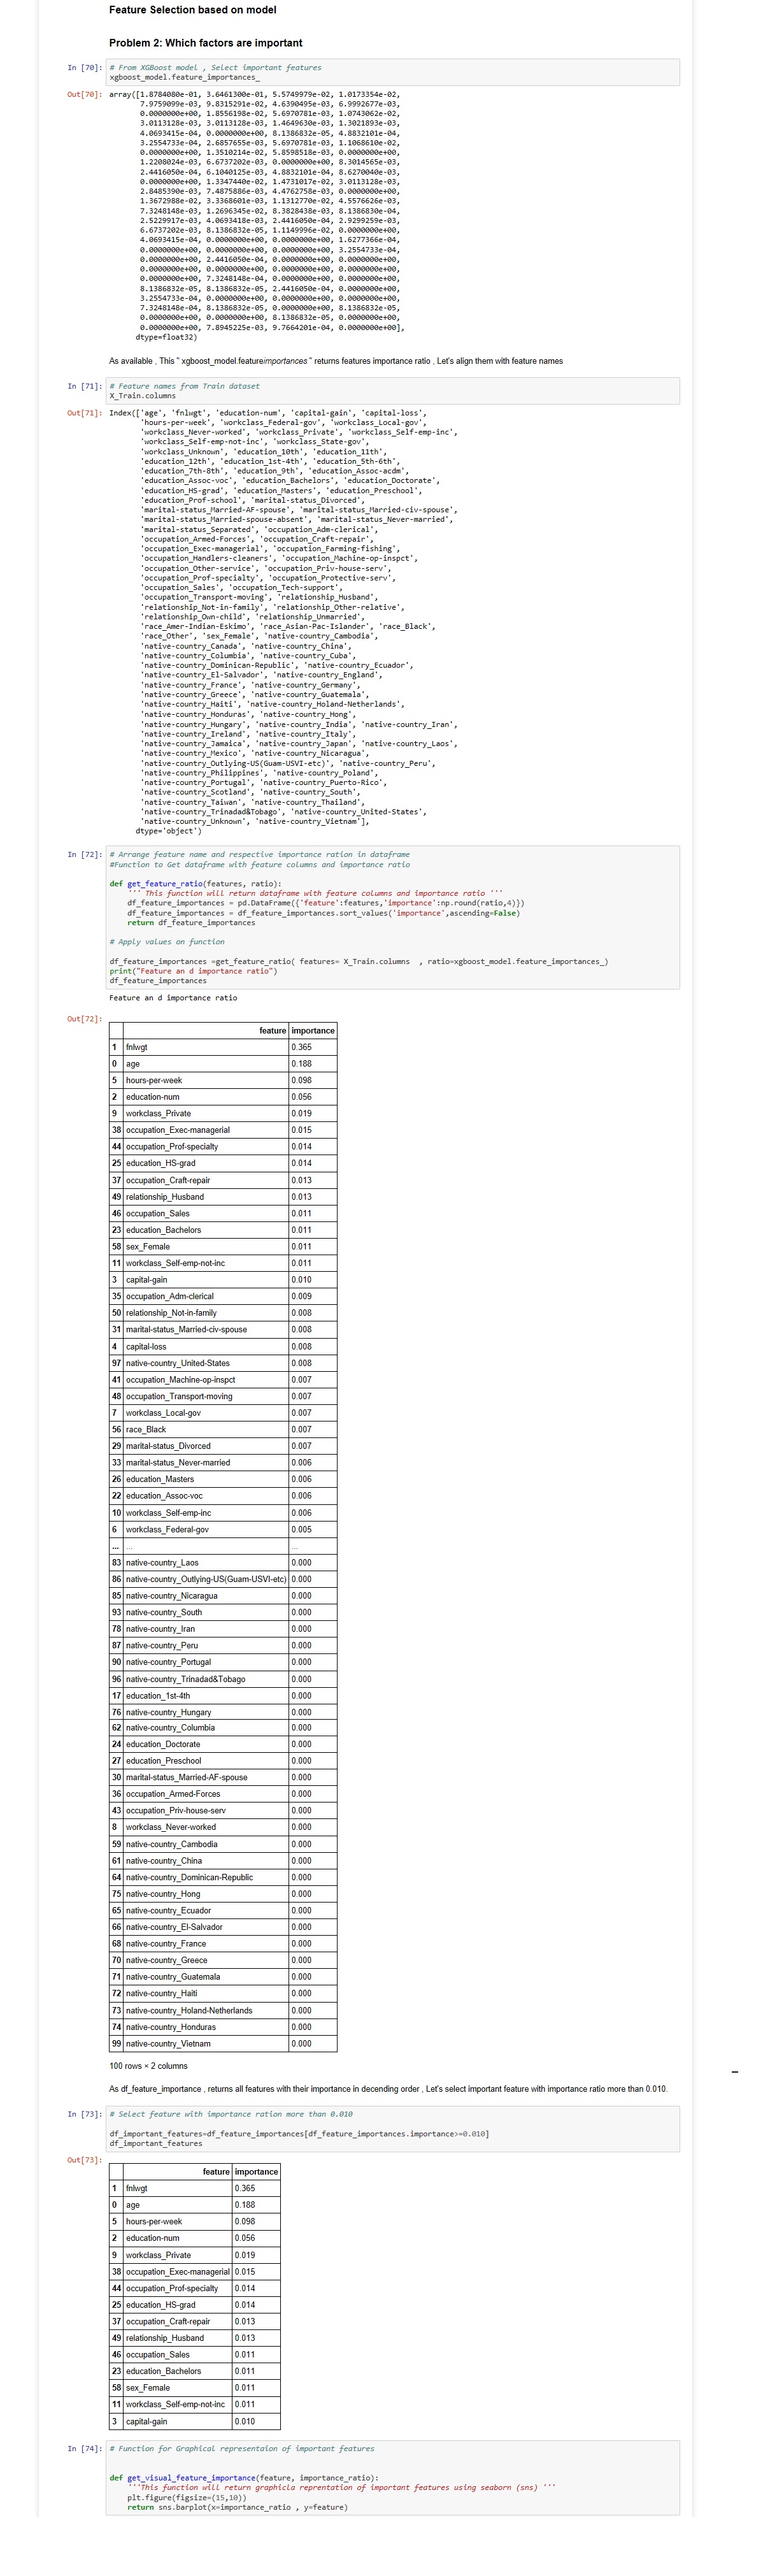 Feature Selection based on model
Problem 2: Which factors are important
In [70]: # From XGBoost model , Select important features
xgboost_model.feature_importances_
Out[70]: array([1.8784080e-01, 3.6461300e-01, 5.5749979e-02, 1.0173354e-02,
7.9759099e-03, 9.8315291e-02, 4.6390495e-03, 6.9992677e-03,
0.0000000e+00, 1.8556198e-02, 5.6970781e-03, 1.0743062e-02,
3.0113128e-03, 3.0113128e-03, 1.4649630e-03, 1.3021893e-03,
4.0693415e-04, 0.0000000e+00, 8.1386832e-05, 4.8832101e-04,
3.2554733e-04, 2.6857655e-03, 5.6970781e-03, 1.1068610e-02,
0.0000000e+00, 1.3510214e-02, 5.8598518e-03, 0.0000000e+00,
1.2208024e-03, 6.6737202e-03, 0.0000000e+00, 8.3014565e-03,
2.4416050e-04, 6.1040125e-03, 4.8832101e-04, 8.6270040e-03,
0.0000000e+00, 1.3347440e-02, 1.4731017e-02, 3.0113128e-03,
2.8485390e-03, 7.4875886e-03, 4.4762758e-03, 0.0000000e+00,
1.3672988e-02, 3.3368601e-03, 1.1312770e-02, 4.5576626e-03,
7.3248148e-03, 1.2696345e-02, 8.3828438e-03, 8.1386830e-04,
2.5229917e-03, 4.0693418e-03, 2.4416050e-04, 2.9299259e-03,
6.6737202e-03, 8.1386832e-05, 1.1149996e-02, 0.0000000e+00,
4.0693415e-04, 0.0000000e+00, 0.0000000e+00, 1.6277366e-04,
0.0000000e+00, 0.0000000e+00, 0.0000000e+00, 3.2554733e-04,
0.0000000e+00, 2.4416050e-04, 0.0000000e+00, 0.0000000e+00,
0.0000000e+00, 0.0000000e+00, 0.0000000e+00, 0.0000000e+00,
0.0000000e+00, 7.3248148e-04, 0.0000000e+00, 0.0000000e+00,
8.1386832e-05, 8.1386832e-05, 2.4416050e-04, 0.0000000e+00,
3.2554733e-04, 0.0000000e+00, 0.0000000e+00, 0.0000000e+00,
7.3248148e-04, 8.1386832e-05, 0.0000000e+00, 8.1386832e-05,
0.0000000e+00, 0.0000000e+00, 8.1386832e-05, 0.0000000e+00,
0.0000000e+00, 7.8945225e-03, 9.7664201e-04, 0.0000000e+00],
dtype=float32)
As available , This " xgboost_model.featureimportances" returns features importance ratio , Let's align them with feature names
In [71]: # Feature names from Train dataset
X_Train.columns
Out[71]: Index(['age', 'fnlwgt', 'education-num', 'capital-gain', 'capital-loss',
'hours-per-week', 'workclass_Federal-gov', 'workclass_Local-gov',
'workclass_Never-worked', 'workclass_Private', 'workclass_Self-emp-inc',
'workclass_Self-emp-not-inc', 'workclass_State-gov',
'workclass_Unknown', 'education_10th', 'education_11th',
'education_12th', 'education_1st-4th', 'education_5th-6th',
'education_7th-8th', 'education_9th', 'education_Assoc-acdm',
'education_Assoc-voc', 'education_Bachelors', 'education_Doctorate',
'education_HS-grad', 'education_Masters', 'education_Preschool',
'education_Prof-school', 'marital-status_Divorced',
'marital-status_Married-AF-spouse', 'marital-status_Married-civ-spouse',
'marital-status_Married-spouse-absent', 'marital-status_Never-married',
'marital-status_Separated', 'occupation_Adm-clerical',
'occupation_Armed-Forces', 'occupation_Craft-repair',
'occupation_Exec-managerial', 'occupation_Farming-fishing',
'occupation_Handlers-cleaners', 'occupation_Machine-op-inspct',
'occupation_Other-service', 'occupation_Priv-house-serv',
'occupation_Prof-specialty', 'occupation_Protective-serv',
'occupation_Sales', 'occupation_Tech-support',
'occupation_Transport-moving', 'relationship_Husband',
'relationship_Not-in-family', 'relationship_Other-relative',
'relationship_Own-child', 'relationship_Unmarried',
'race_Amer-Indian-Eskimo', 'race_Asian-Pac-Islander', 'race_Black',
'race_Other', 'sex_Female', 'native-country_Cambodia',
'native-country_Canada', 'native-country_China',
'native-country_Columbia', 'native-country_Cuba',
'native-country_Dominican-Republic', 'native-country_Ecuador',
'native-country_El-Salvador', 'native-country_England',
'native-country_France', 'native-country_Germany',
'native-country_Greece', 'native-country_Guatemala',
'native-country_Haiti', 'native-country_Holand-Netherlands',
'native-country_Honduras', 'native-country_Hong',
'native-country_Hungary', 'native-country_India', 'native-country_Iran',
'native-country_Ireland', 'native-country_Italy',
'native-country_Jamaica', 'native-country_Japan', 'native-country_Laos',
'native-country_Mexico', 'native-country_Nicaragua',
'native-country_Outlying-US(Guam-USVI-etc)', 'native-country_Peru',
'native-country_Philippines', 'native-country_Poland',
'native-country_Portugal', 'native-country_Puerto-Rico',
'native-country_Scotland', 'native-country_South',
'native-country_Taiwan', 'native-country_Thailand',
'native-country_Trinadad&Tobago', 'native-country_United-States',
'native-country_Unknown', 'native-country_Vietnam'],
dtype='object')
In [72]: # Arrange feature name and respective importance ration in dataframe
#Function to Get dataframe with feature columns and importance ratio
def get_feature_ratio(features, ratio):
''' This function will return dataframe with feature columns and importance ratio '''
df_feature_importances = pd.DataFrame({'feature':features,'importance':np.round(ratio,4)})
df_feature_importances = df_feature_importances.sort_values('importance',ascending=False)
return df_feature_importances
# Apply values on function
df_feature_importances =get_feature_ratio( features= X_Train.columns , ratio=xgboost_model.feature_importances_)
print("Feature an d importance ratio")
df_feature_importances
Feature an d importance ratio
Out[72]:
feature importance
1 fnlwgt 0.365
0 age 0.188
5 hours-per-week 0.098
2 education-num 0.056
9 workclass_Private 0.019
38 occupation_Exec-managerial 0.015
44 occupation_Prof-specialty 0.014
25 education_HS-grad 0.014
37 occupation_Craft-repair 0.013
49 relationship_Husband 0.013
46 occupation_Sales 0.011
23 education_Bachelors 0.011
58 sex_Female 0.011
11 workclass_Self-emp-not-inc 0.011
3 capital-gain 0.010
35 occupation_Adm-clerical 0.009
50 relationship_Not-in-family 0.008
31 marital-status_Married-civ-spouse 0.008
4 capital-loss 0.008
97 native-country_United-States 0.008
41 occupation_Machine-op-inspct 0.007
48 occupation_Transport-moving 0.007
7 workclass_Local-gov 0.007
56 race_Black 0.007
29 marital-status_Divorced 0.007
33 marital-status_Never-married 0.006
26 education_Masters 0.006
22 education_Assoc-voc 0.006
10 workclass_Self-emp-inc 0.006
6 workclass_Federal-gov 0.005
... ... ...
83 native-country_Laos 0.000
86 native-country_Outlying-US(Guam-USVI-etc) 0.000
85 native-country_Nicaragua 0.000
93 native-country_South 0.000
78 native-country_Iran 0.000
87 native-country_Peru 0.000
90 native-country_Portugal 0.000
96 native-country_Trinadad&Tobago 0.000
17 education_1st-4th 0.000
76 native-country_Hungary 0.000
62 native-country_Columbia 0.000
24 education_Doctorate 0.000
27 education_Preschool 0.000
30 marital-status_Married-AF-spouse 0.000
36 occupation_Armed-Forces 0.000
43 occupation_Priv-house-serv 0.000
8 workclass_Never-worked 0.000
59 native-country_Cambodia 0.000
61 native-country_China 0.000
64 native-country_Dominican-Republic 0.000
75 native-country_Hong 0.000
65 native-country_Ecuador 0.000
66 native-country_El-Salvador 0.000
68 native-country_France 0.000
70 native-country_Greece 0.000
71 native-country_Guatemala 0.000
72 native-country_Haiti 0.000
73 native-country_Holand-Netherlands 0.000
74 native-country_Honduras 0.000
99 native-country_Vietnam 0.000
100 rows × 2 columns
As df_feature_importance , returns all features with their importance in decending order , Let's select important feature with importance ratio more than 0.010.
In [73]: # Select feature with importance ration more than 0.010
df_important_features=df_feature_importances[df_feature_importances.importance>=0.010]
df_important_features
Out[73]:
feature importance
1 fnlwgt 0.365
0 age 0.188
5 hours-per-week 0.098
2 education-num 0.056
9 workclass_Private 0.019
38 occupation_Exec-managerial 0.015
44 occupation_Prof-specialty 0.014
25 education_HS-grad 0.014
37 occupation_Craft-repair 0.013
49 relationship_Husband 0.013
46 occupation_Sales 0.011
23 education_Bachelors 0.011
58 sex_Female 0.011
11 workclass_Self-emp-not-inc 0.011
3 capital-gain 0.010
In [74]: # Function for Graphical representaion of important features
def get_visual_feature_importance(feature, importance_ratio):
'''This function will return graphicla reprentation of important features using seaborn (sns) '''
plt.figure(figsize=(15,10))
return sns.barplot(x=importance_ratio , y=feature)